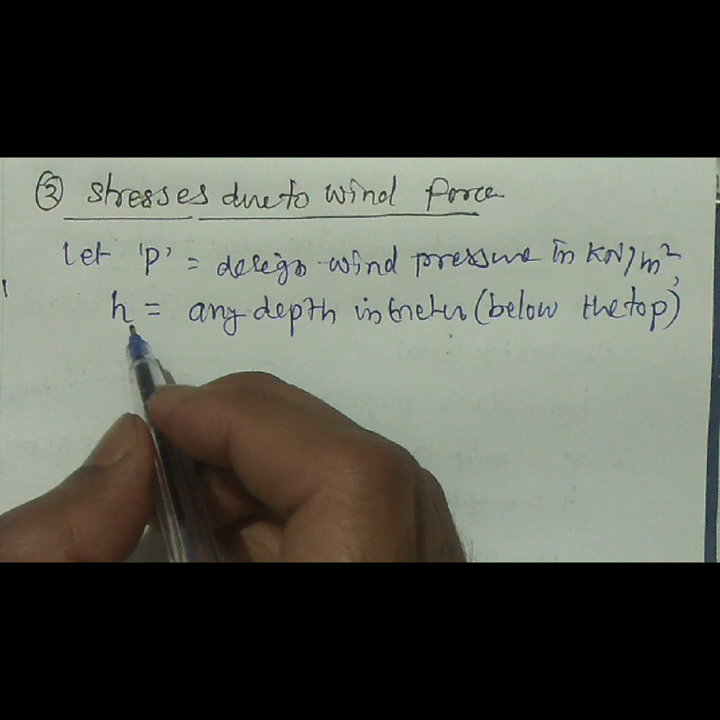 ② Stresses due to wind force
Let 'p' = design wind pressure in KN/m²,
h = any depth in meter (below the top)